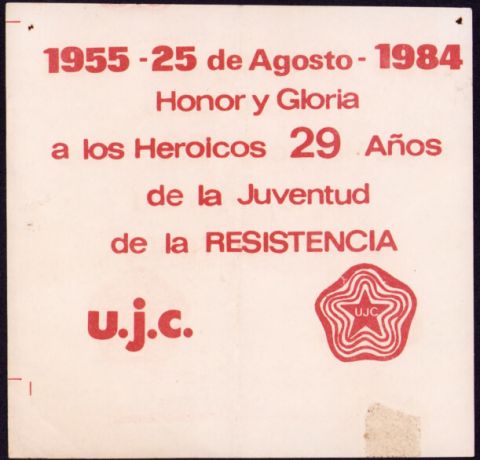 1955 - 25 de Agosto - 1984
Honor y Gloria
a los Heroicos 29 Años
de la Juventud
de la RESISTENCIA
u.j.c.
UJC